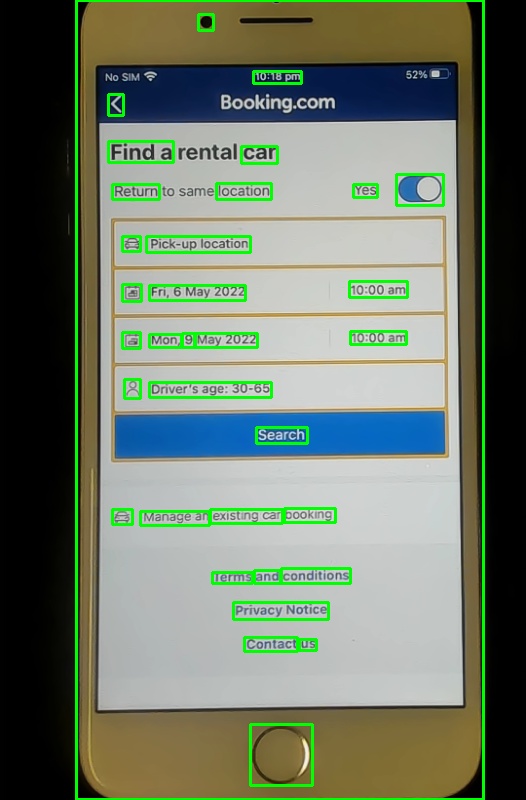 No SIM 10:18 pm 52%
Booking.com
Find a rental car
Return to same location Yes
Pick-up location
Fri, 6 May 2022 10:00 am
Mon, 9 May 2022 10:00 am
Driver's age: 30-65
Search
Manage an existing car booking
Terms and conditions
Privacy Notice
Contact us